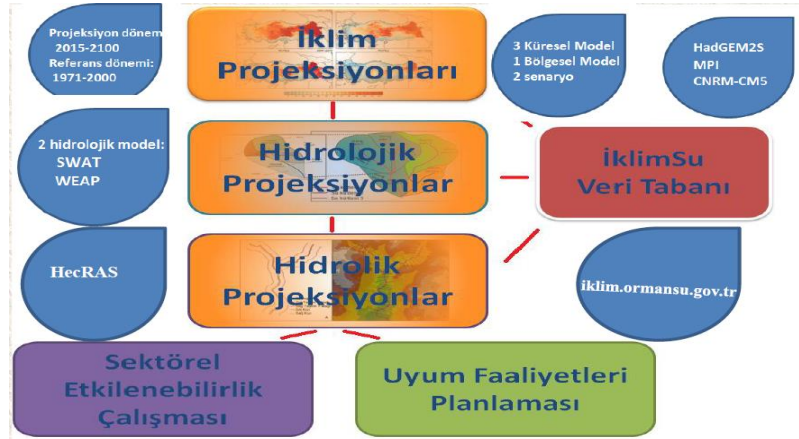 Projeksiyon dönem
2015-2100
Referans dönemi:
1971-2000
İklim
Projeksiyonları
3 Küresel Model
1 Bölgesel Model
2 senaryo
HadGEM2S
MPI
CNRM-CM5
2 hidrolojik model:
SWAT
WEAP
Hidrolojik
Projeksiyonlar
İklimSu
Veri Tabanı
HecRAS
Hidrolik
Projeksiyonlar
iklim.ormansu.gov.tr
Sektörel
Etkilenebilirlik
Çalışması
Uyum Faaliyetleri
Planlaması